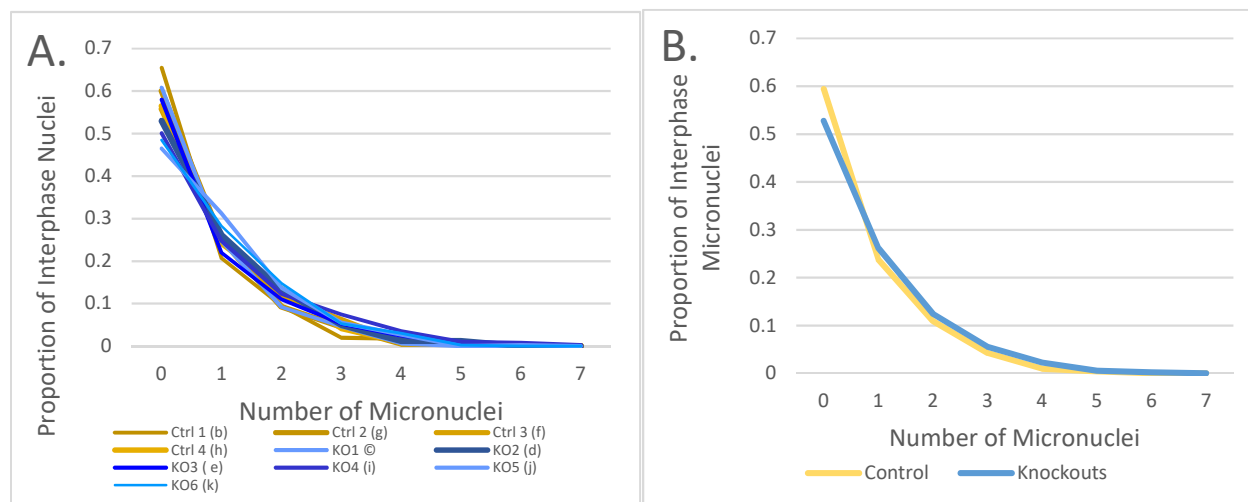 A.
Proportion of Interphase Nuclei
0.7
0.6
0.5
0.4
0.3
0.2
0.1
0
0 1 2 3 4 5 6 7
Number of Micronuclei
Ctrl 1 (b) Ctrl 2 (g) Ctrl 3 (f)
Ctrl 4 (h) KO1 © KO2 (d)
KO3 ( e) KO4 (i) KO5 (j)
KO6 (k)
B.
Proportion of Interphase
Micronuclei
0.7
0.6
0.5
0.4
0.3
0.2
0.1
0
0 1 2 3 4 5 6 7
Number of Micronuclei
Control Knockouts